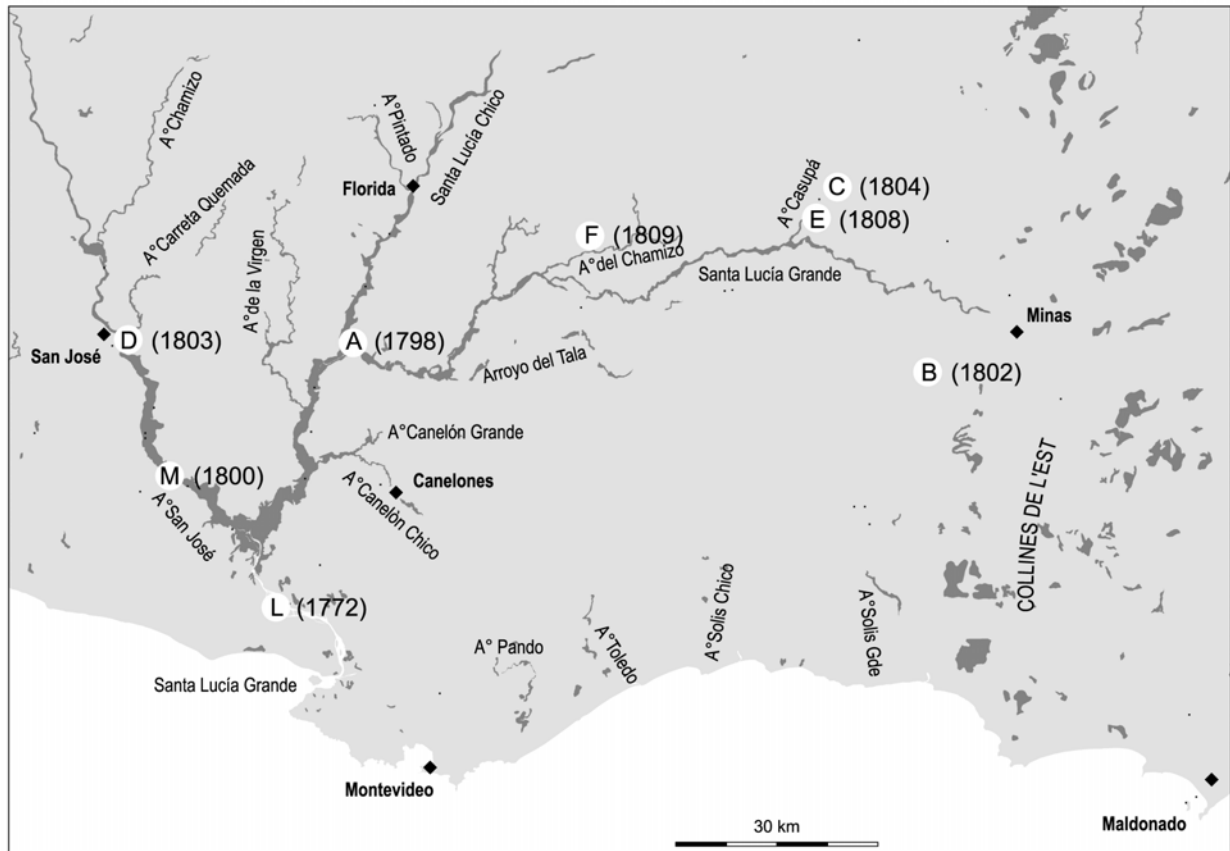 A°Chamizo
A°Pintado
Santa Lucía Chico
Florida
A°Casupá
C (1804)
E (1808)
A°Carreta Quemada
F (1809)
A°del Chamizo
A°de la Virgen
Santa Lucía Grande
Minas
San José
D (1803)
A (1798)
Arroyo del Tala
B (1802)
A°Canelón Grande
M (1800)
Canelones
A°Canelòn Chico
A°San José
COLLINES DE L'EST
L (1772)
A°Solis Chico
A°Solis Gde
A° Pando
A°Toledo
Santa Lucía Grande
Montevideo
30 km
Maldonado